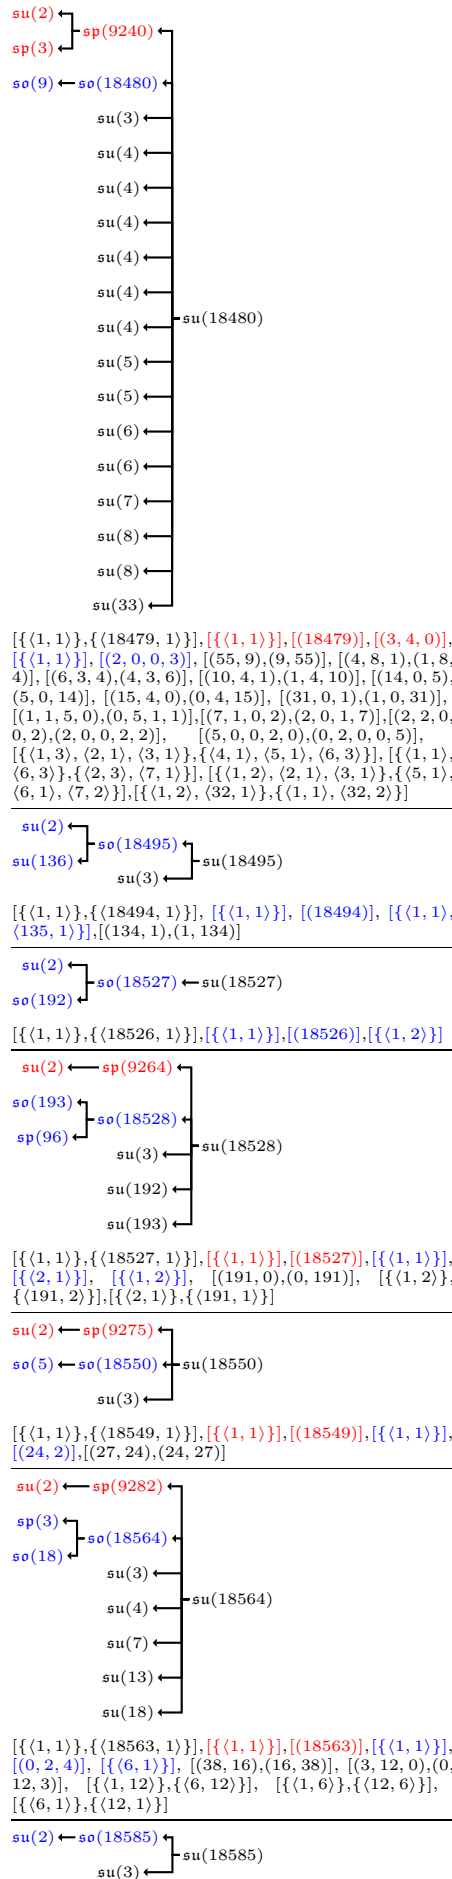 𝔰𝔲(2)
𝔰𝔭(9240)
𝔰𝔭(3)
𝔰𝔬(9) 𝔰𝔬(18480)
𝔰𝔲(3)
𝔰𝔲(4)
𝔰𝔲(4)
𝔰𝔲(4)
𝔰𝔲(4)
𝔰𝔲(4)
𝔰𝔲(18480)
𝔰𝔲(4)
𝔰𝔲(5)
𝔰𝔲(5)
𝔰𝔲(6)
𝔰𝔲(6)
𝔰𝔲(7)
𝔰𝔲(8)
𝔰𝔲(8)
𝔰𝔲(33)
[{⟨1, 1⟩},{⟨18479, 1⟩}],[{⟨1, 1⟩}],[(18479)],[(3, 4, 0)],
[{⟨1, 1⟩}], [(2, 0, 0, 3)], [(55, 9),(9, 55)], [(4, 8, 1),(1, 8,
4)], [(6, 3, 4),(4, 3, 6)], [(10, 4, 1),(1, 4, 10)], [(14, 0, 5),
(5, 0, 14)], [(15, 4, 0),(0, 4, 15)], [(31, 0, 1),(1, 0, 31)],
[(1, 1, 5, 0),(0, 5, 1, 1)],[(7, 1, 0, 2),(2, 0, 1, 7)],[(2, 2, 0,
0, 2),(2, 0, 0, 2, 2)], [(5, 0, 0, 2, 0),(0, 2, 0, 0, 5)],
[{⟨1, 3⟩, ⟨2, 1⟩, ⟨3, 1⟩},{⟨4, 1⟩, ⟨5, 1⟩, ⟨6, 3⟩}], [{⟨1, 1⟩,
⟨6, 3⟩},{⟨2, 3⟩, ⟨7, 1⟩}], [{⟨1, 2⟩, ⟨2, 1⟩, ⟨3, 1⟩},{⟨5, 1⟩,
⟨6, 1⟩, ⟨7, 2⟩}],[{⟨1, 2⟩, ⟨32, 1⟩},{⟨1, 1⟩, ⟨32, 2⟩}]
𝔰𝔲(2)
𝔰𝔬(18495)
𝔰𝔲(136)
𝔰𝔲(18495)
𝔰𝔲(3)
[{⟨1, 1⟩},{⟨18494, 1⟩}], [{⟨1, 1⟩}], [(18494)], [{⟨1, 1⟩,
⟨135, 1⟩}],[(134, 1),(1, 134)]
𝔰𝔲(2)
𝔰𝔬(18527) 𝔰𝔲(18527)
𝔰𝔬(192)
[{⟨1, 1⟩},{⟨18526, 1⟩}],[{⟨1, 1⟩}],[(18526)],[{⟨1, 2⟩}]
𝔰𝔲(2) 𝔰𝔭(9264)
𝔰𝔬(193)
𝔰𝔬(18528)
𝔰𝔭(96)
𝔰𝔲(18528)
𝔰𝔲(3)
𝔰𝔲(192)
𝔰𝔲(193)
[{⟨1, 1⟩},{⟨18527, 1⟩}],[{⟨1, 1⟩}],[(18527)],[{⟨1, 1⟩}],
[{⟨2, 1⟩}], [{⟨1, 2⟩}], [(191, 0),(0, 191)], [{⟨1, 2⟩},
{⟨191, 2⟩}],[{⟨2, 1⟩},{⟨191, 1⟩}]
𝔰𝔲(2) 𝔰𝔭(9275)
𝔰𝔬(5) 𝔰𝔬(18550) 𝔰𝔲(18550)
𝔰𝔲(3)
[{⟨1, 1⟩},{⟨18549, 1⟩}],[{⟨1, 1⟩}],[(18549)],[{⟨1, 1⟩}],
[(24, 2)],[(27, 24),(24, 27)]
𝔰𝔲(2) 𝔰𝔭(9282)
𝔰𝔭(3)
𝔰𝔬(18564)
𝔰𝔬(18)
𝔰𝔲(3)
𝔰𝔲(18564)
𝔰𝔲(4)
𝔰𝔲(7)
𝔰𝔲(13)
𝔰𝔲(18)
[{⟨1, 1⟩},{⟨18563, 1⟩}],[{⟨1, 1⟩}],[(18563)],[{⟨1, 1⟩}],
[(0, 2, 4)], [{⟨6, 1⟩}], [(38, 16),(16, 38)], [(3, 12, 0),(0,
12, 3)], [{⟨1, 12⟩},{⟨6, 12⟩}], [{⟨1, 6⟩},{⟨12, 6⟩}],
[{⟨6, 1⟩},{⟨12, 1⟩}]
𝔰𝔲(2) 𝔰𝔬(18585)
𝔰𝔲(18585)
𝔰𝔲(3)